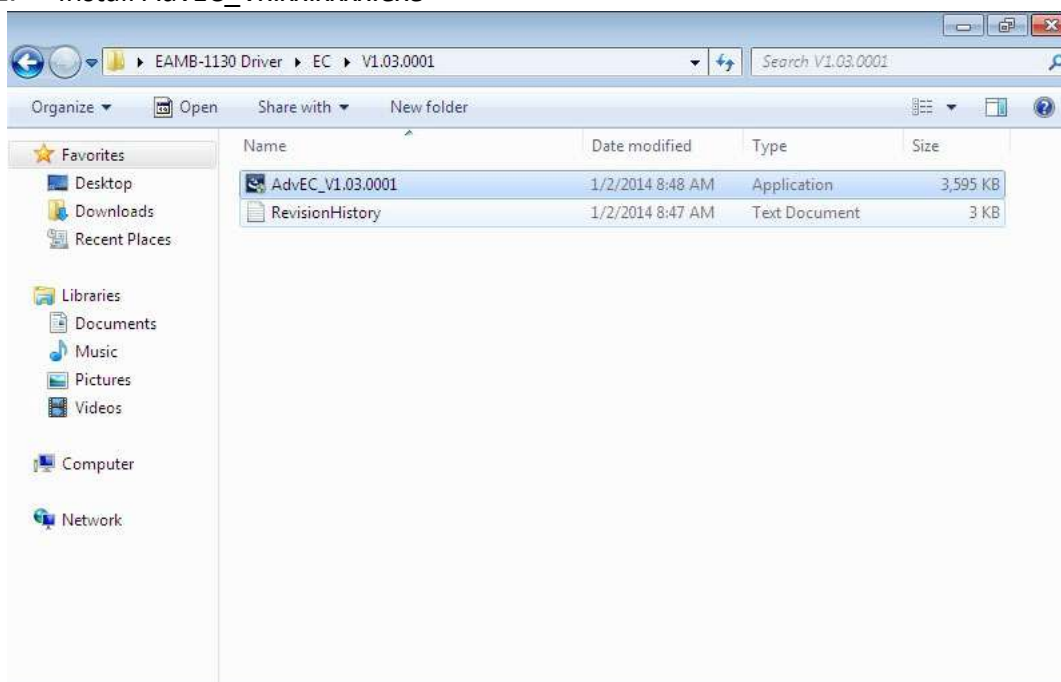 EAMB-1130 Driver ▸ EC ▸ V1.03.0001 Search V1.03.0001
Organize Open Share with New folder
Name Date modified Type Size
Favorites
Desktop
Downloads
Recent Places
Libraries
Documents
Music
Pictures
Videos
Computer
Network
AdvEC_V1.03.0001 1/2/2014 8:48 AM Application 3,595 KB
RevisionHistory 1/2/2014 8:47 AM Text Document 3 KB